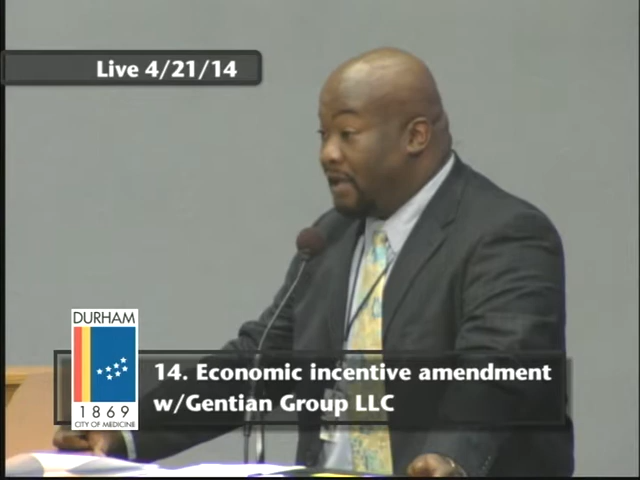 Live 4/21/14
DURHAM
1869
CITY OF MEDICINE
14. Economic incentive amendment
w/Gentian Group LLC